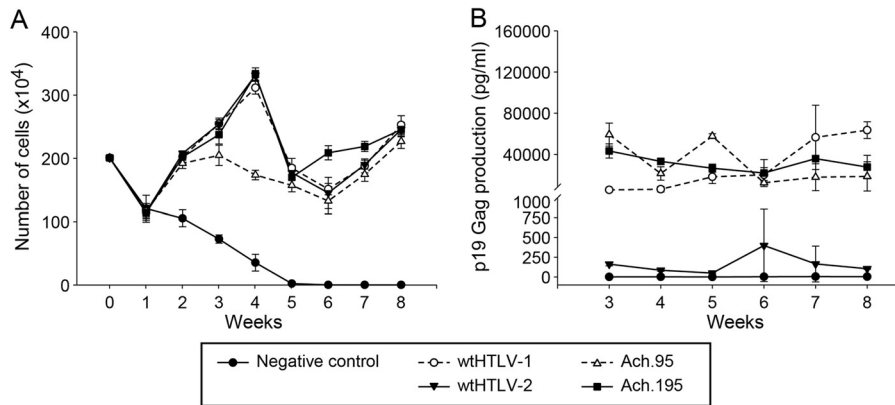 A
Number of cells (x10⁴)
400
300
200
100
0
0 1 2 3 4 5 6 7 8
Weeks
B
p19 Gag production (pg/ml)
160000
120000
80000
40000
1000
750
500
250
0
3 4 5 6 7 8
Weeks
Negative control
wtHTLV-1
Ach.95
wtHTLV-2
Ach.195